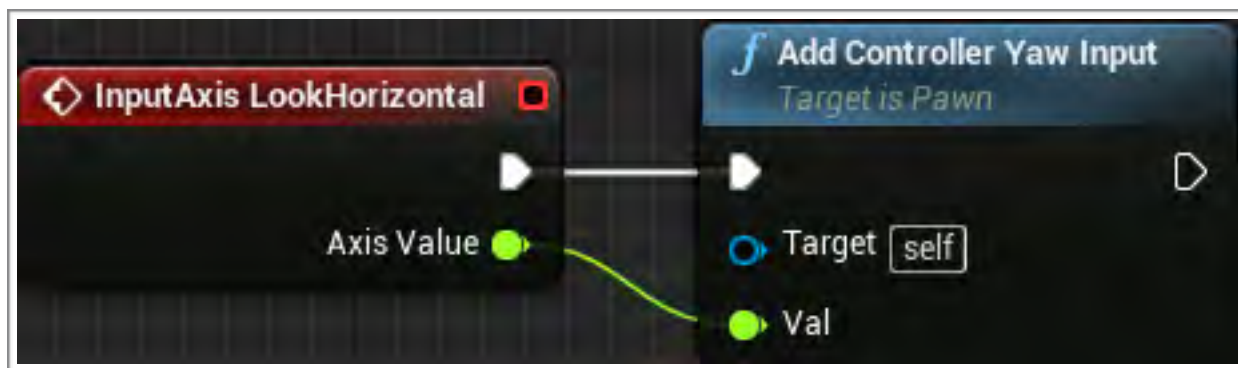 InputAxis LookHorizontal
Axis Value
f Add Controller Yaw Input
Target is Pawn
Target self
Val